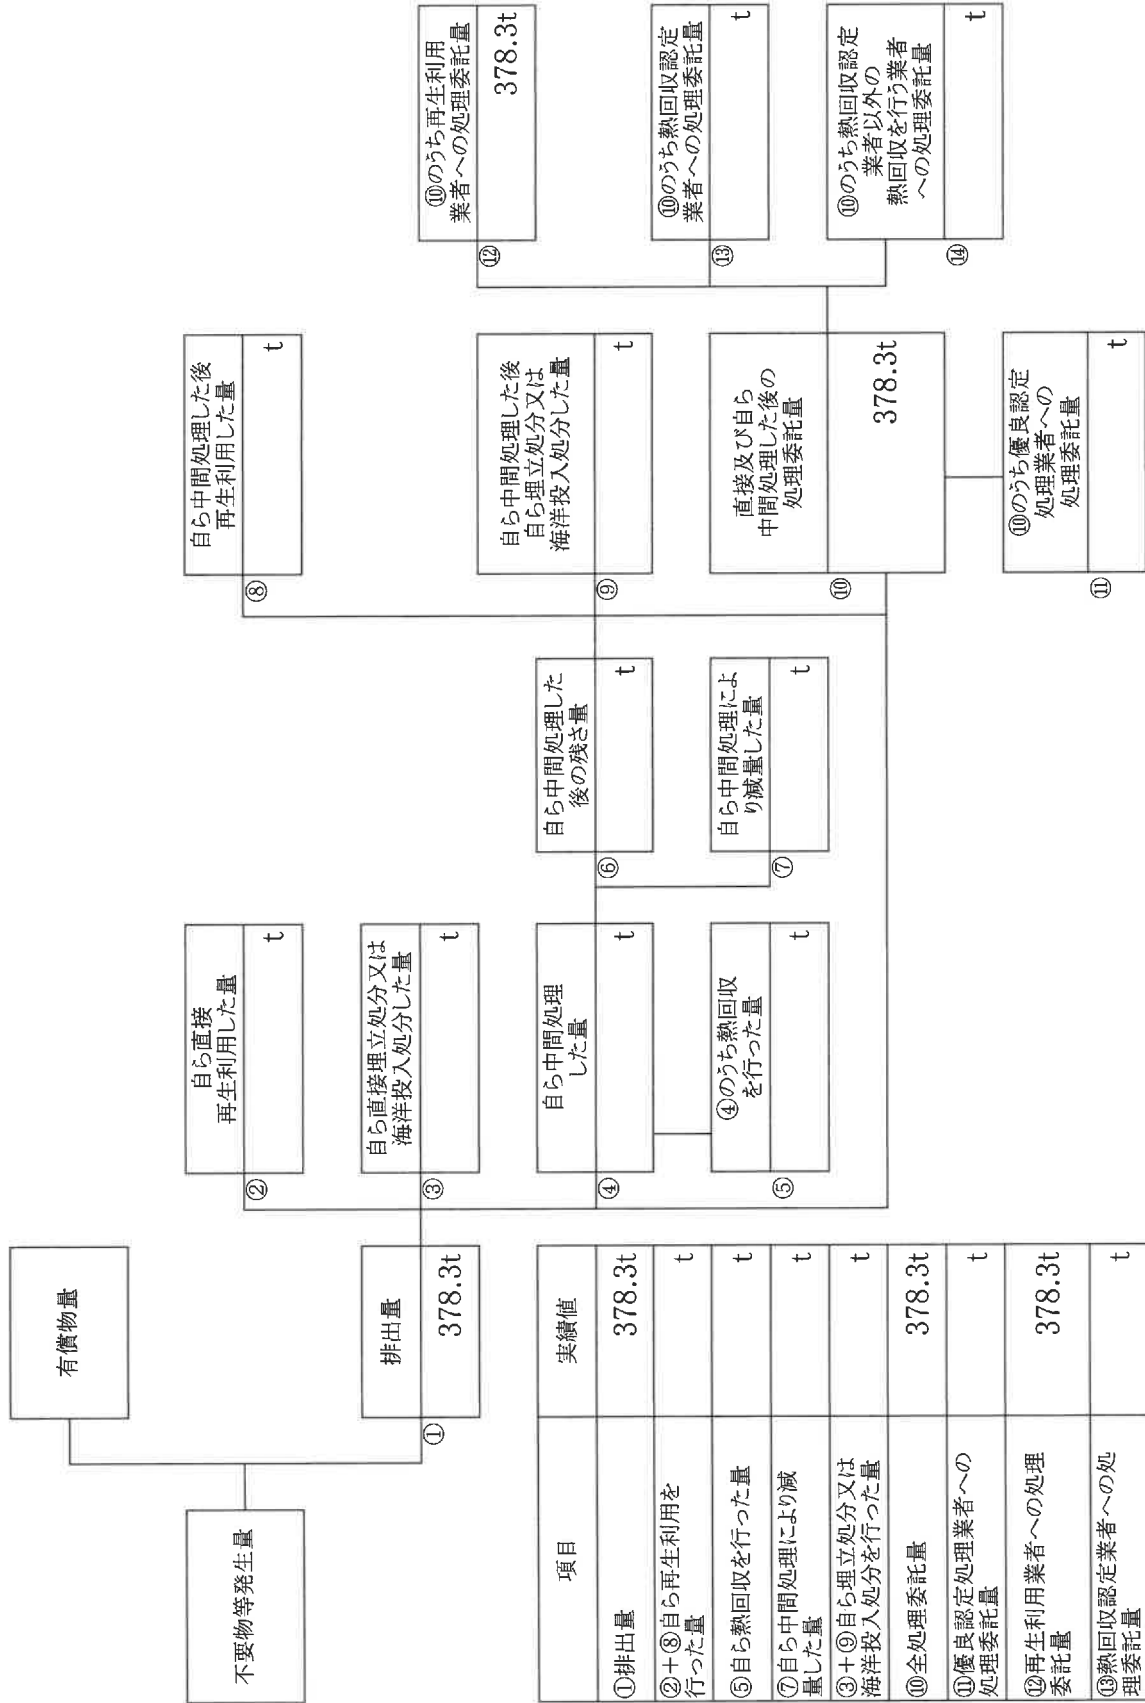 不要物等発生量
有償物量
①
排出量
378.3t
②
自ら直接
再生利用した量
t
③
自ら直接埋立処分又は
海洋投入処分した量
t
④
自ら中間処理
した量
t
⑤
④のうち熱回収
を行った量
t
⑥
自ら中間処理した
後の残さ量
t
⑦
自ら中間処理によ
り減量した量
t
⑧
自ら中間処理した後
再生利用した量
t
⑨
自ら中間処理した後
自ら埋立処分又は
海洋投入処分した量
t
⑩
直接及び自ら
中間処理した後の
処理委託量
378.3t
⑪
⑩のうち優良認定
処理業者への
処理委託量
t
⑫
⑩のうち再生利用
業者への処理委託量
378.3t
⑬
⑩のうち熱回収認定
業者への処理委託量
t
⑭
⑩のうち熱回収認定
業者以外の
熱回収を行う業者
への処理委託量
t
項目
実績値
①排出量
378.3t
②+⑧自ら再生利用を
行った量
t
⑤自ら熱回収を行った量
t
⑦自ら中間処理により減
量した量
t
③+⑨自ら埋立処分又は
海洋投入処分を行った量
t
⑩全処理委託量
378.3t
⑪優良認定処理業者への
処理委託量
t
⑫再生利用業者への処理
委託量
378.3t
⑬熱回収認定業者への処
理委託量
t